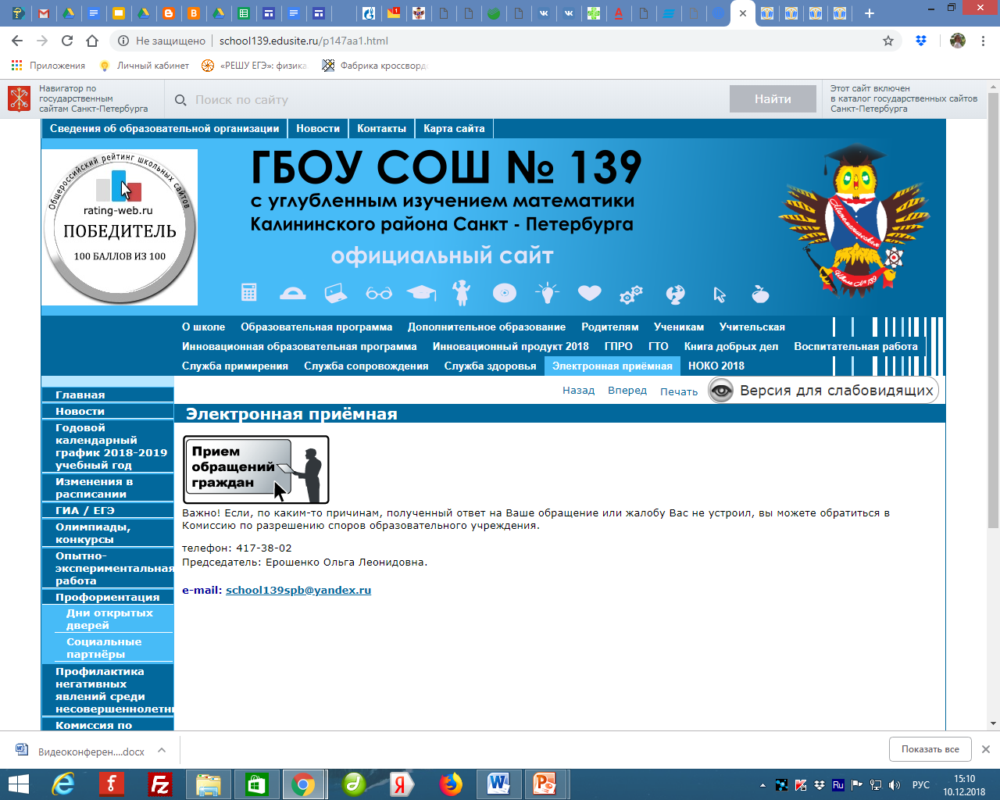 Не защищено
school139.edusite.ru/p147aa1.html
Приложения
Личный кабинет
«РЕШУ ЕГЭ»: физика
Фабрика кроссворд
Навигатор по
государственным
сайтам Санкт-Петербурга
Поиск по сайту
Найти
Этот сайт включен
в каталог государственных сайтов
Санкт-Петербурга
Сведения об образовательной организации
Новости
Контакты
Карта сайта
Общероссийский рейтинг школьных сайтов
rating-web.ru
ПОБЕДИТЕЛЬ
100 БАЛЛОВ ИЗ 100
ГБОУ СОШ № 139
с углубленным изучением математики
Калининского района Санкт - Петербурга
официальный сайт
Школа № 139
О школе
Образовательная программа
Дополнительное образование
Родителям
Ученикам
Учительская
Инновационная образовательная программа
Инновационный продукт 2018
ГПРО
ГТО
Книга добрых дел
Воспитательная работа
Служба примирения
Служба сопровождения
Служба здоровья
Электронная приёмная
НОКО 2018
Назад
Вперед
Печать
Версия для слабовидящих
Главная
Новости
Годовой
календарный
график 2018-2019
учебный год
Изменения в
расписании
ГИА / ЕГЭ
Олимпиады,
конкурсы
Опытно-
экспериментальная
работа
Профориентация
Дни открытых
дверей
Социальные
партнёры
Профилактика
негативных
явлений среди
несовершеннолетн
Комиссия по
Электронная приёмная
Прием
обращений
граждан
Важно! Если, по каким-то причинам, полученный ответ на Ваше обращение или жалобу Вас не устроил, вы можете обратиться в
Комиссию по разрешению споров образовательного учреждения.
телефон: 417-38-02
Председатель: Ерошенко Ольга Леонидовна.
e-mail: school139spb@yandex.ru
Видеоконферен....docx
Показать все
Ru
РУС
15:10
10.12.2018